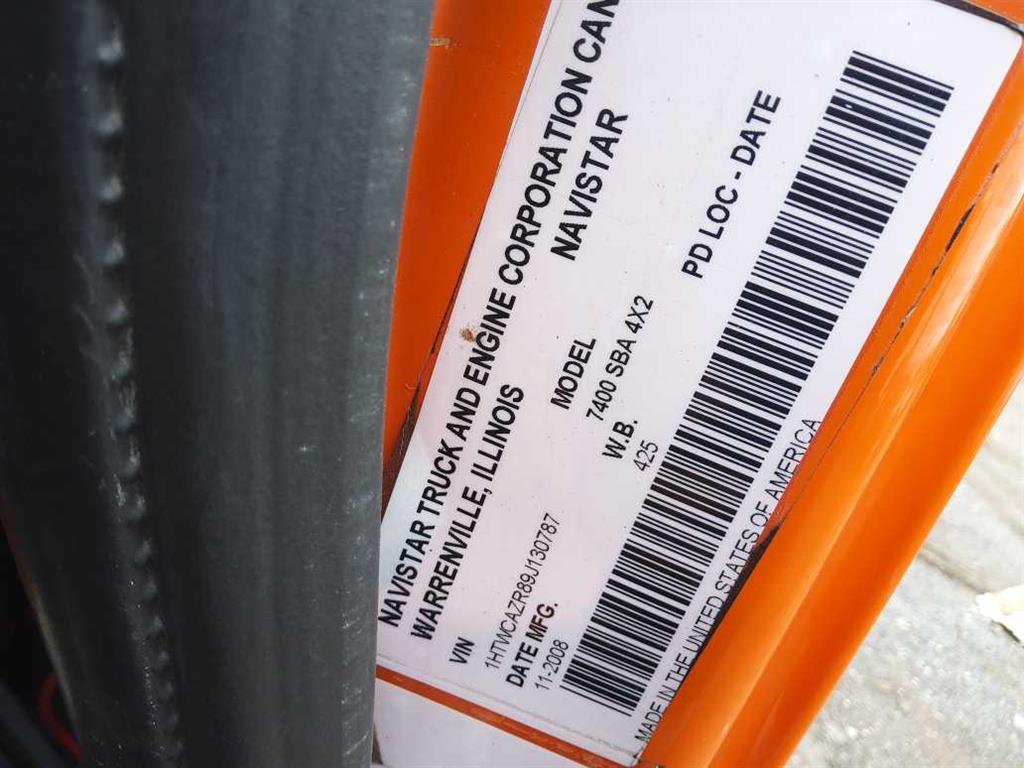 NAVISTAR TRUCK AND ENGINE CORPORATION CAN
NAVISTAR
WARRENVILLE, ILLINOIS
VIN
1HTWCAZR89J130787
MODEL
7400 SBA 4X2
PD LOC - DATE
DATE MFG.
11-2008
W.B.
425
MADE IN THE UNITED STATES OF AMERICA